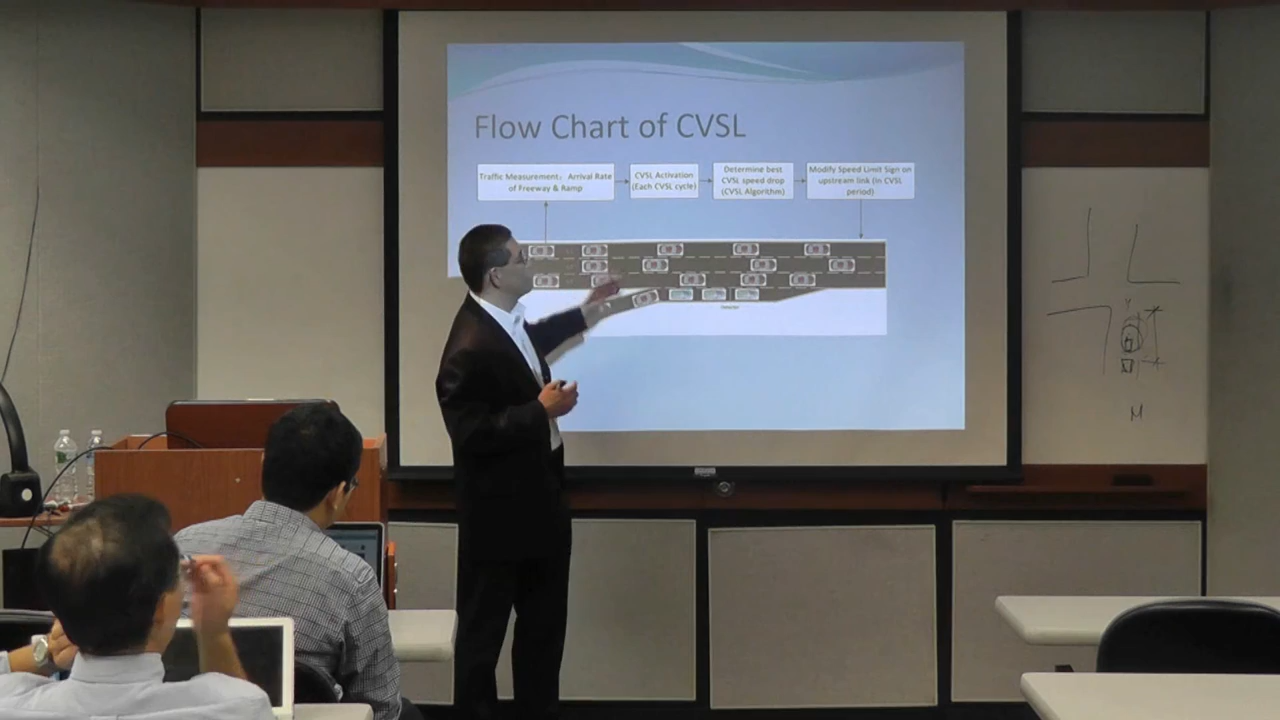 Flow Chart of CVSL
Traffic Measurement: Arrival Rate
of Freeway & Ramp
CVSL Activation
(Each CVSL cycle)
Determine best
CVSL speed drop
(CVSL Algorithm)
Modify Speed Limit Sign on
upstream link (in CVSL
period)
M